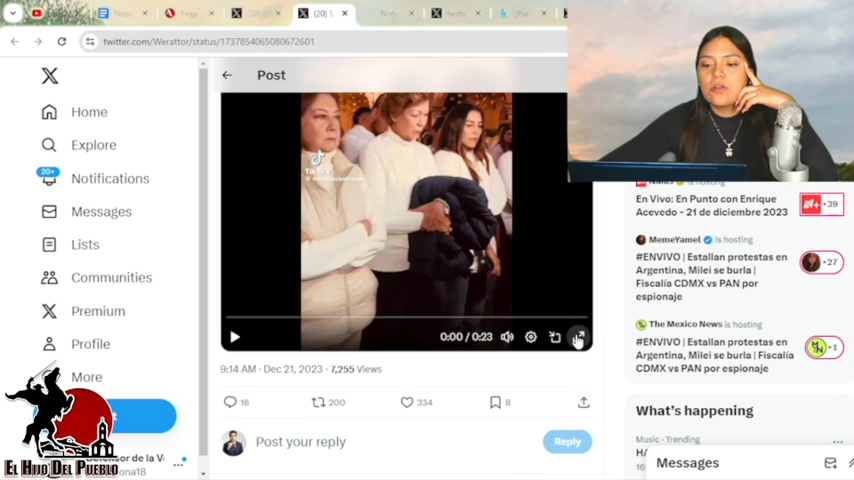 (20) S
twitter.com/Werattor/status/1737854065080672601
Post
Home
Explore
20+
Notifications
Messages
Lists
Communities
Premium
Profile
More
TikTok
0:00 / 0:23
9:14 AM · Dec 21, 2023 · 7,255 Views
16
200
334
8
Post your reply
Reply
is hosting
En Vivo: En Punto con Enrique
Acevedo - 21 de diciembre 2023
+39
MemeYamel is hosting
#ENVIVO | Estallan protestas en
Argentina, Milei se burla |
Fiscalía CDMX vs PAN por
espionaje
+27
The Mexico News is hosting
#ENVIVO | Estallan protestas en
Argentina, Milei se burla | Fiscalía
CDMX vs PAN por espionaje
+1
What's happening
Music · Trending
Messages
EL HIJO DEL PUEBLO